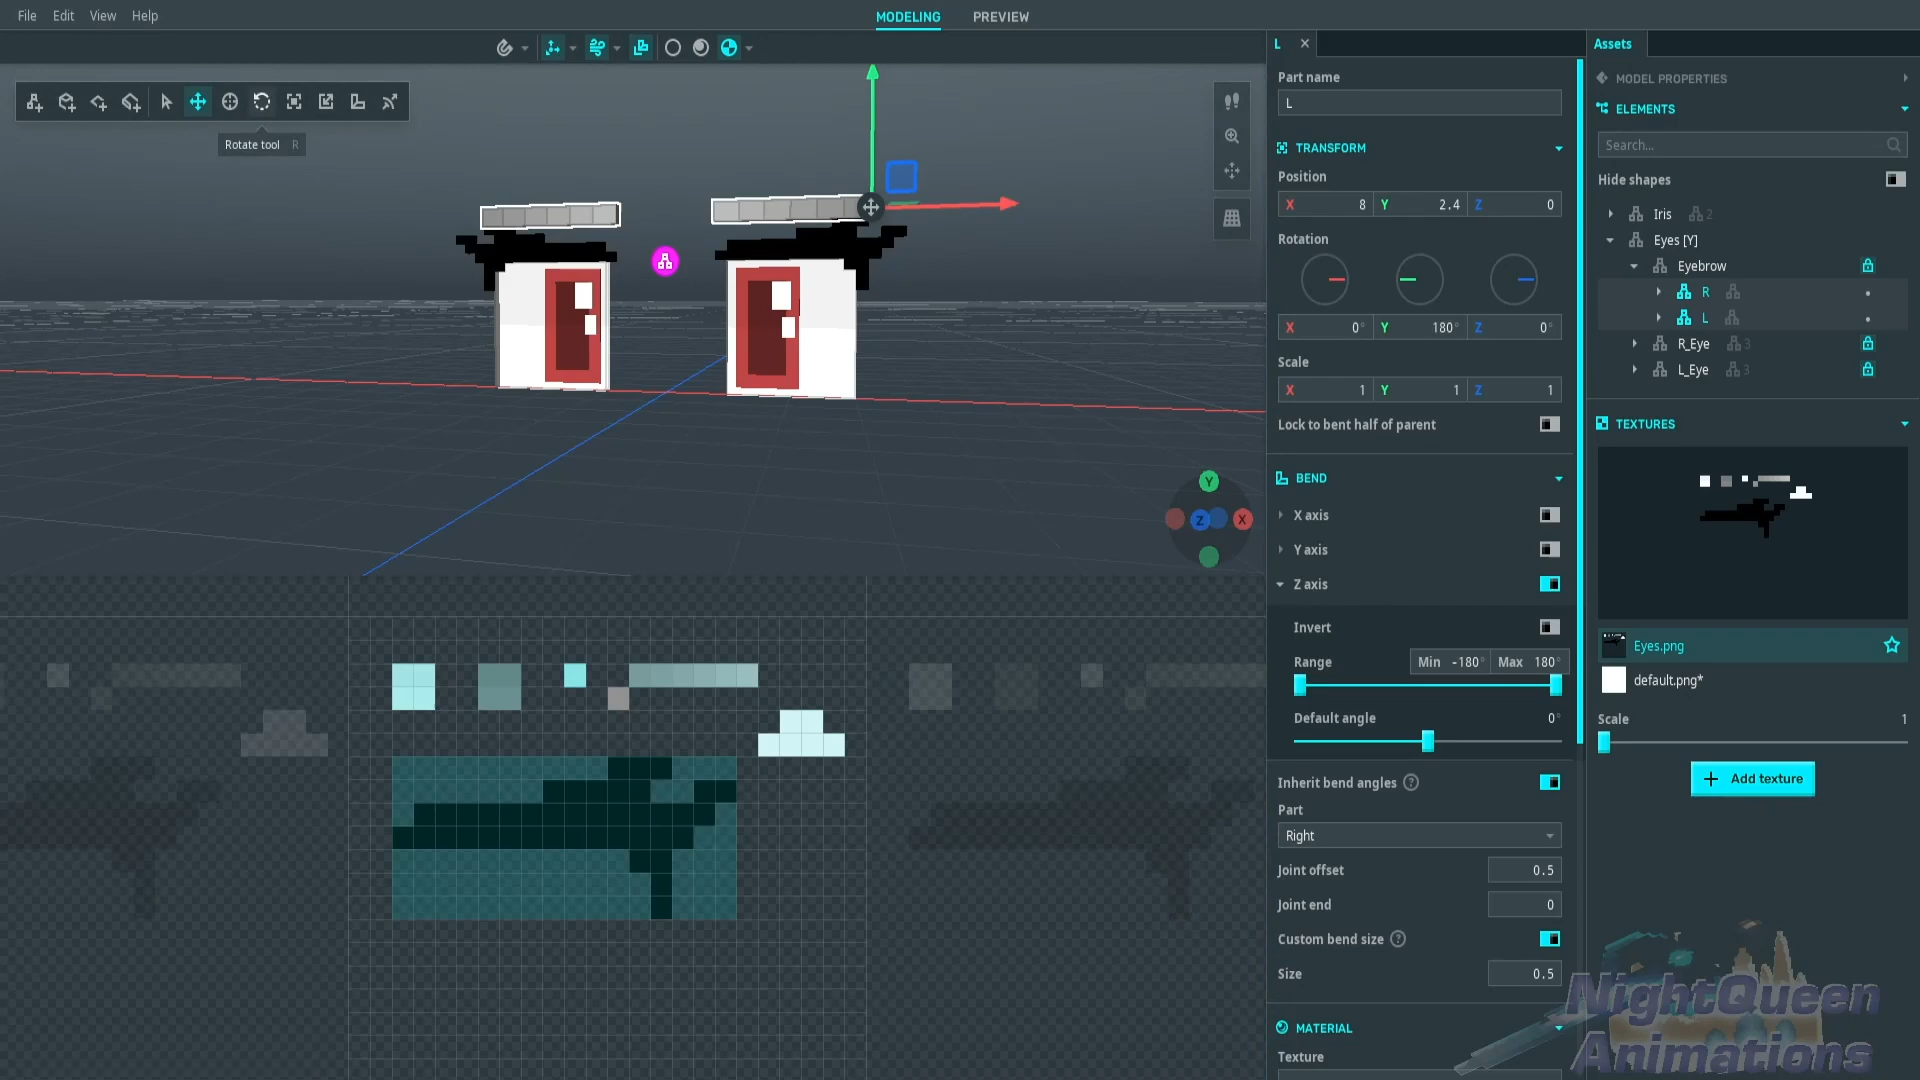 File Edit View Help
MODELING PREVIEW
Rotate tool R
L
Part name
L
TRANSFORM
Position
X 8 Y 2.4 Z 0
Rotation
X 0° Y 180° Z 0°
Scale
X 1 Y 1 Z 1
Lock to bent half of parent
BEND
X axis
Y axis
Z axis
Invert
Range Min -180° Max 180°
Default angle 0°
Inherit bend angles ?
Part
Right
Joint offset 0.5
Joint end 0
Custom bend size ?
Size 0.5
MATERIAL
Texture
Assets
MODEL PROPERTIES
ELEMENTS
Search...
Hide shapes
Iris 2
Eyes [Y]
Eyebrow
R
L
R_Eye 3
L_Eye 3
TEXTURES
Eyes.png
default.png*
Scale 1
+ Add texture
Y
Z X
NightQueen
Animations